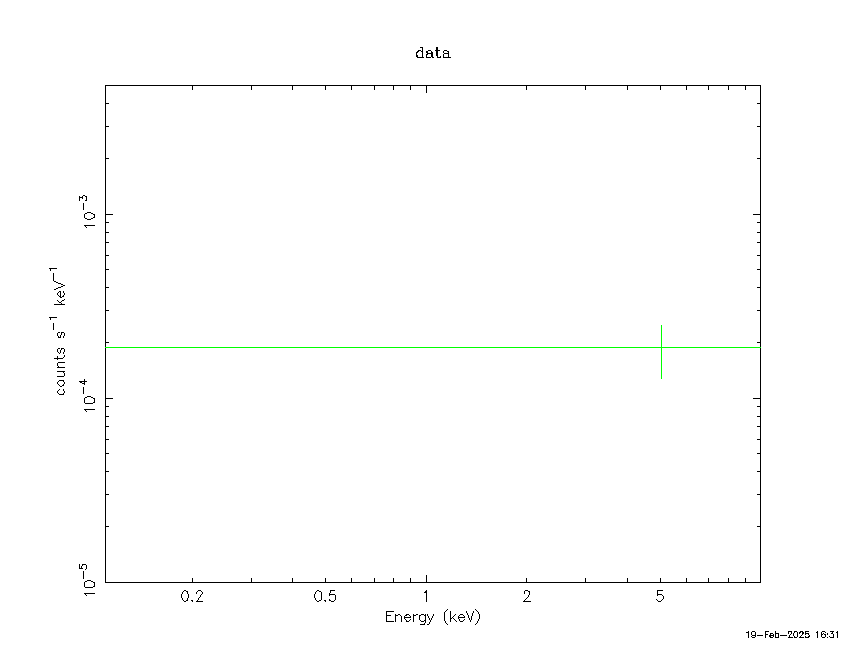 data
10⁻³
10⁻⁴
10⁻⁵
counts s⁻¹ keV⁻¹
0.2 0.5 1 2 5
Energy (keV)
19-Feb-2025 16:31